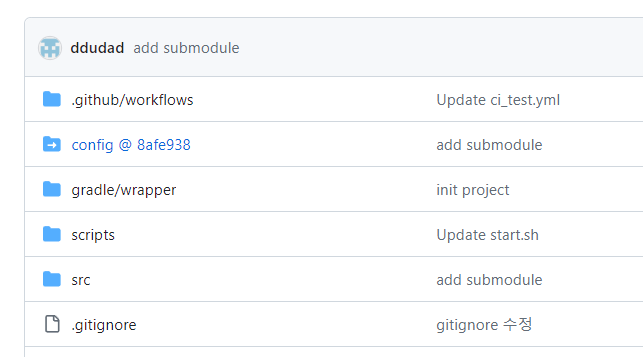 ddudad add submodule
.github/workflows Update ci_test.yml
config @ 8afe938 add submodule
gradle/wrapper init project
scripts Update start.sh
src add submodule
.gitignore gitignore 수정